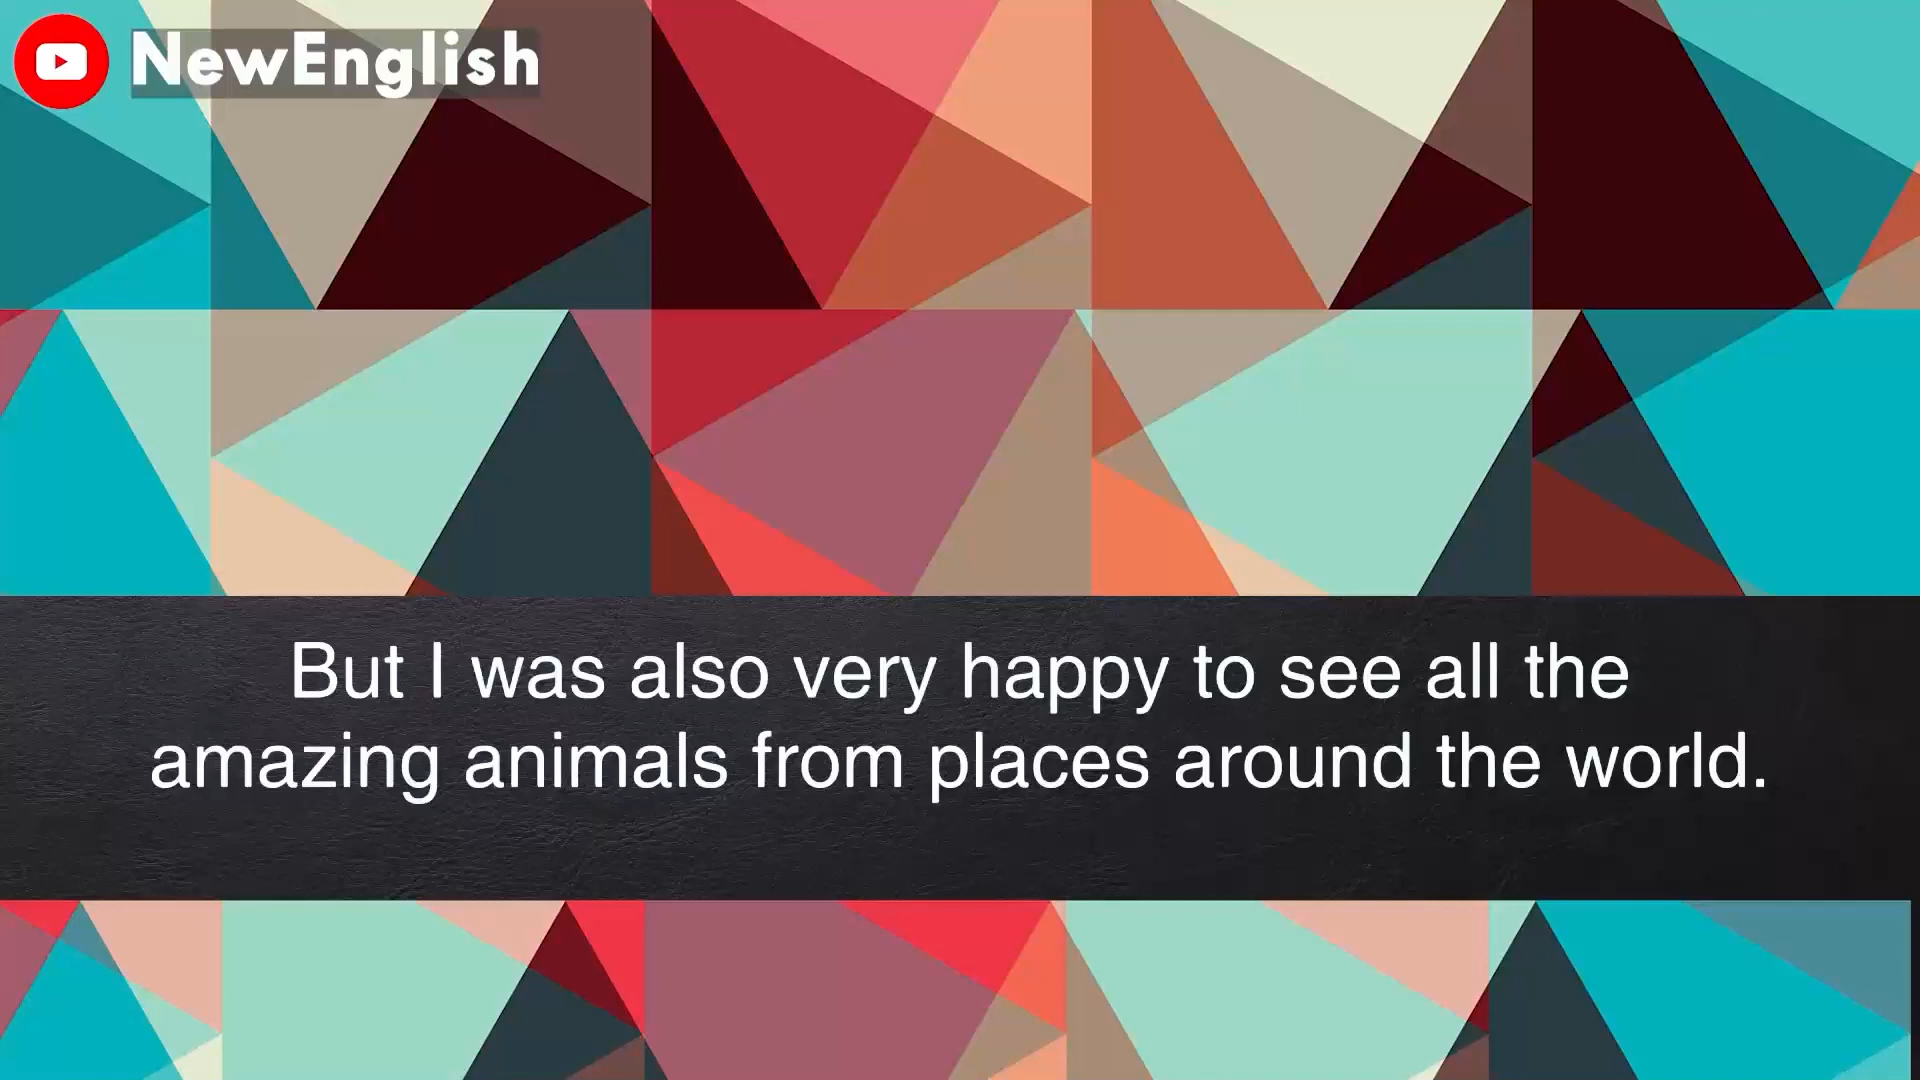 NewEnglish
But I was also very happy to see all the
amazing animals from places around the world.